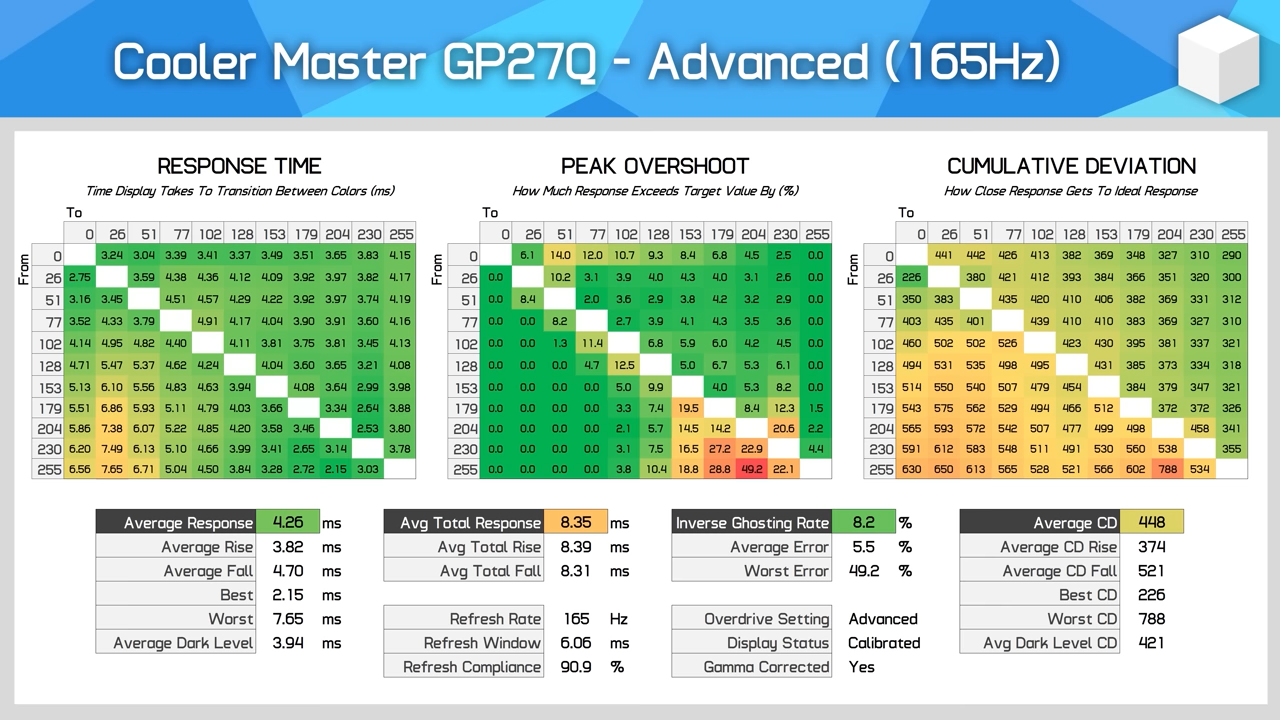 Cooler Master GP27Q - Advanced (165Hz)
RESPONSE TIME
Time Display Takes To Transition Between Colors (ms)
To
0 26 51 77 102 128 153 179 204 230 255
From
0 3.24 3.04 3.39 3.41 3.37 3.49 3.51 3.65 3.83 4.15
26 2.75 3.59 4.38 4.36 4.12 4.09 3.92 3.97 3.82 4.17
51 3.16 3.45 4.51 4.57 4.29 4.22 3.92 3.97 3.74 4.19
77 3.52 4.33 3.79 4.91 4.17 4.04 3.90 3.91 3.60 4.16
102 4.14 4.95 4.82 4.40 4.11 3.81 3.75 3.81 3.45 4.13
128 4.71 5.47 5.37 4.62 4.24 4.04 3.60 3.65 3.21 4.08
153 5.13 6.10 5.56 4.83 4.63 3.94 4.08 3.64 2.99 3.98
179 5.51 6.86 5.93 5.11 4.79 4.03 3.66 3.34 2.64 3.88
204 5.86 7.38 6.07 5.22 4.85 4.20 3.58 3.46 2.53 3.80
230 6.20 7.49 6.13 5.10 4.66 3.99 3.41 2.65 3.14 3.78
255 6.56 7.65 6.71 5.04 4.50 3.84 3.28 2.72 2.15 3.03
PEAK OVERSHOOT
How Much Response Exceeds Target Value By (%)
To
0 26 51 77 102 128 153 179 204 230 255
From
0 6.1 14.0 12.0 10.7 9.3 8.4 6.8 4.5 2.5 0.0
26 0.0 10.2 3.1 3.9 4.0 4.3 4.0 3.1 2.6 0.0
51 0.0 8.4 2.0 3.6 2.9 3.8 4.2 3.2 2.9 0.0
77 0.0 0.0 8.2 2.7 3.9 4.1 4.3 3.5 3.6 0.0
102 0.0 0.0 1.3 11.4 6.8 5.9 6.0 4.2 4.5 0.0
128 0.0 0.0 0.0 4.7 12.5 5.0 6.7 5.3 6.1 0.0
153 0.0 0.0 0.0 0.0 5.0 9.9 4.0 5.3 8.2 0.0
179 0.0 0.0 0.0 0.0 3.3 7.4 19.5 8.4 12.3 1.5
204 0.0 0.0 0.0 0.0 2.1 5.7 14.5 14.2 20.6 2.2
230 0.0 0.0 0.0 0.0 3.1 7.5 16.5 27.2 22.9 4.4
255 0.0 0.0 0.0 0.0 3.8 10.4 18.8 28.8 49.2 22.1
CUMULATIVE DEVIATION
How Close Response Gets To Ideal Response
To
0 26 51 77 102 128 153 179 204 230 255
From
0 441 442 426 413 382 369 348 327 310 290
26 226 380 421 412 393 384 366 351 320 300
51 350 383 435 420 410 406 382 369 331 312
77 403 435 401 439 410 410 383 369 327 310
102 460 502 502 526 423 430 395 381 337 321
128 494 531 535 498 495 431 385 373 334 318
153 514 550 540 507 479 454 384 379 347 321
179 543 575 562 529 494 466 512 372 372 326
204 565 593 572 542 507 477 499 498 458 341
230 591 612 583 548 511 491 530 560 538 355
255 630 650 613 565 528 521 566 602 788 534
Average Response 4.26 ms
Average Rise 3.82 ms
Average Fall 4.70 ms
Best 2.15 ms
Worst 7.65 ms
Average Dark Level 3.94 ms
Avg Total Response 8.35 ms
Avg Total Rise 8.39 ms
Avg Total Fall 8.31 ms
Refresh Rate 165 Hz
Refresh Window 6.06 ms
Refresh Compliance 90.9 %
Inverse Ghosting Rate 8.2 %
Average Error 5.5 %
Worst Error 49.2 %
Overdrive Setting Advanced
Display Status Calibrated
Gamma Corrected Yes
Average CD 448
Average CD Rise 374
Average CD Fall 521
Best CD 226
Worst CD 788
Avg Dark Level CD 421